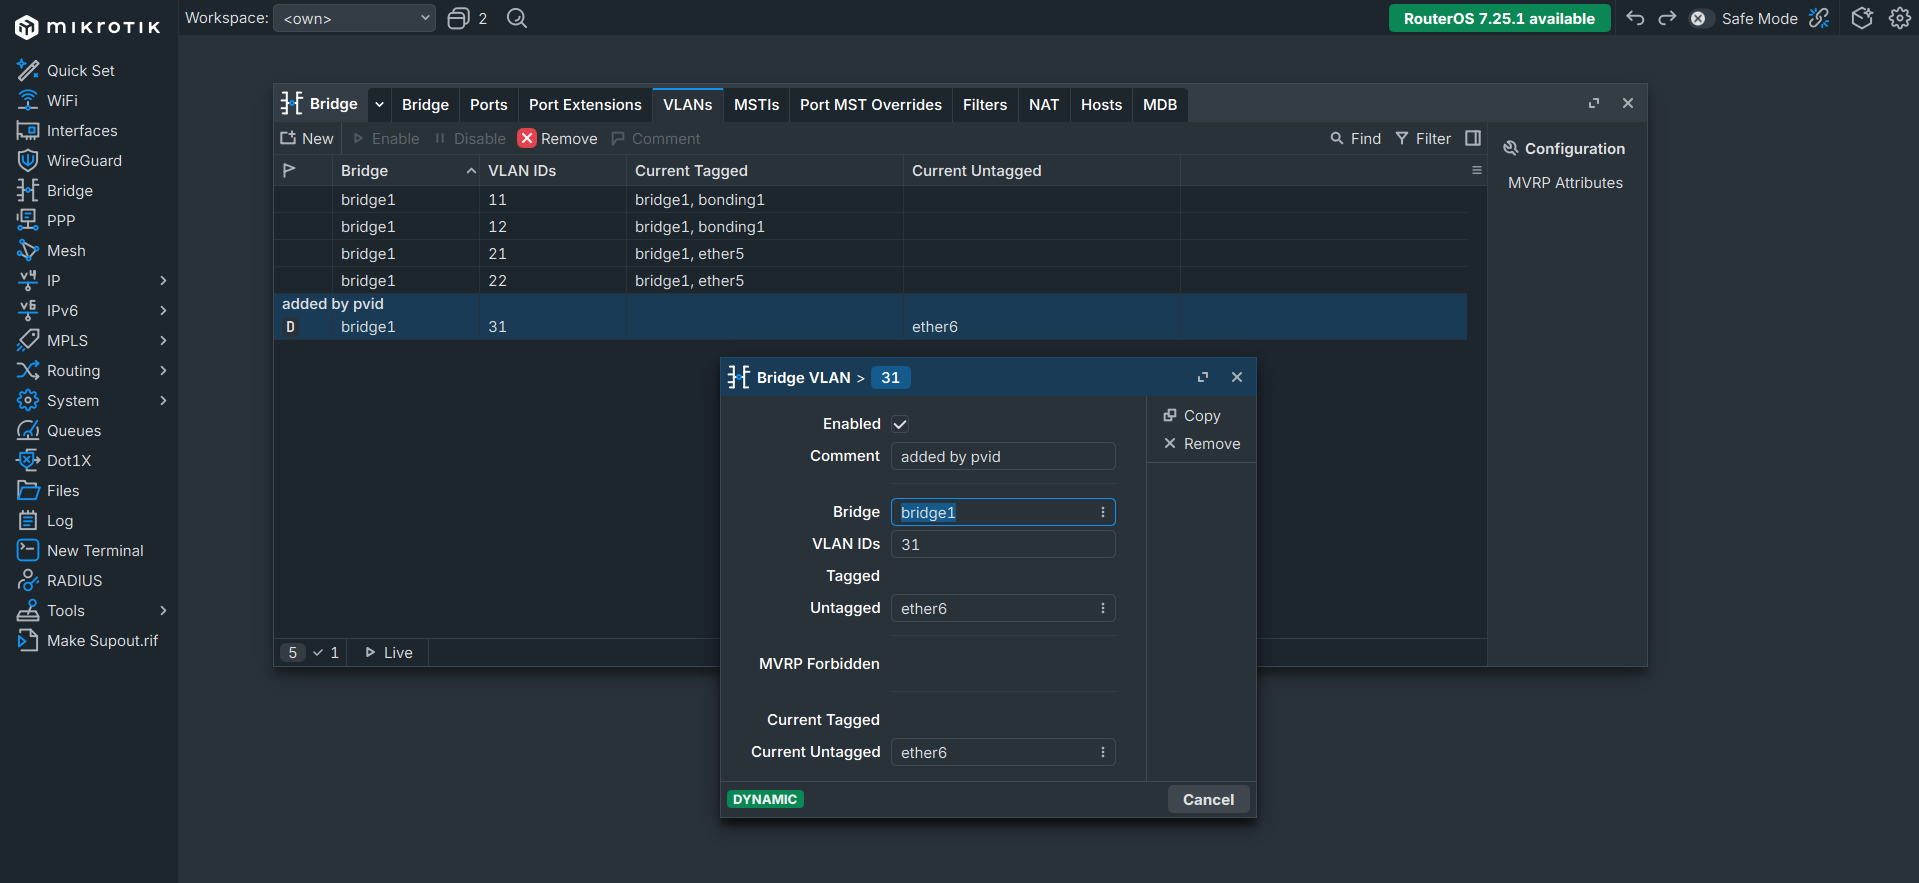 mikrotik
Workspace: <own> 2
RouterOS 7.25.1 available
Safe Mode
Quick Set
WiFi
Interfaces
WireGuard
Bridge
PPP
Mesh
v4 IP
v6 IPv6
MPLS
Routing
System
Queues
Dot1X
Files
Log
New Terminal
RADIUS
Tools
Make Supout.rif
Bridge Bridge Ports Port Extensions VLANs MSTIs Port MST Overrides Filters NAT Hosts MDB
New Enable Disable Remove Comment Find Filter
Bridge VLAN IDs Current Tagged Current Untagged
bridge1 11 bridge1, bonding1
bridge1 12 bridge1, bonding1
bridge1 21 bridge1, ether5
bridge1 22 bridge1, ether5
added by pvid
D bridge1 31 ether6
5 1 Live
Configuration
MVRP Attributes
Bridge VLAN > 31
Enabled
Comment added by pvid
Bridge bridge1
VLAN IDs 31
Tagged
Untagged ether6
MVRP Forbidden
Current Tagged
Current Untagged ether6
Copy
Remove
DYNAMIC
Cancel